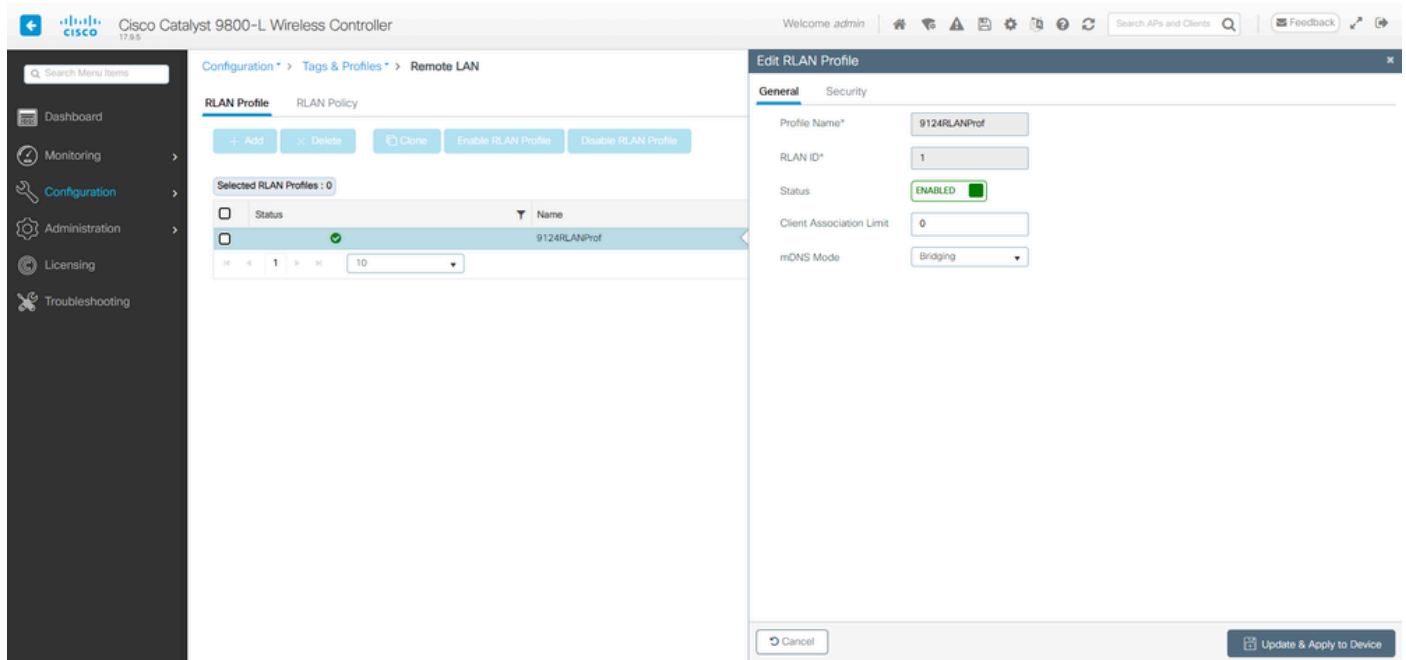 CISCO
Cisco Catalyst 9800-L Wireless Controller
17.9.5
Welcome admin
Search APs and Clients
Feedback
Search Menu Items
Dashboard
Monitoring
Configuration
Administration
Licensing
Troubleshooting
Configuration > Tags & Profiles > Remote LAN
RLAN Profile RLAN Policy
+ Add × Delete Clone Enable RLAN Profile Disable RLAN Profile
Selected RLAN Profiles : 0
Status Name
9124RLANProf
1 10
Edit RLAN Profile
General Security
Profile Name* 9124RLANProf
RLAN ID* 1
Status ENABLED
Client Association Limit 0
mDNS Mode Bridging
Cancel
Update & Apply to Device